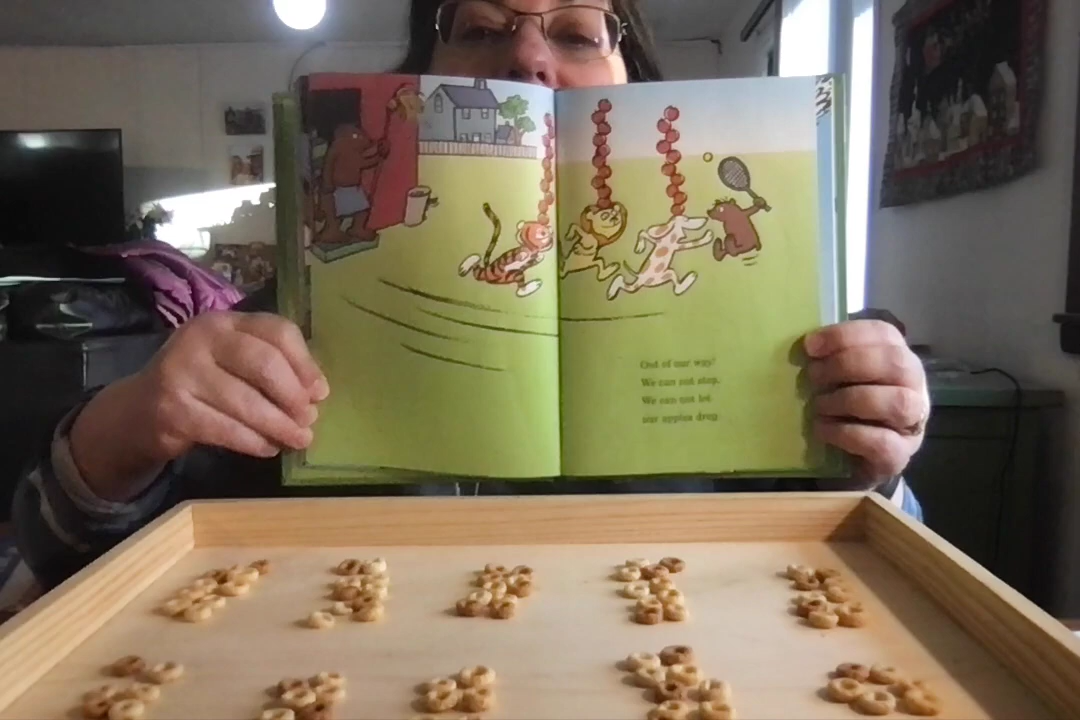 Out of our way!
We can not stop.
We can not let
our apples drop.